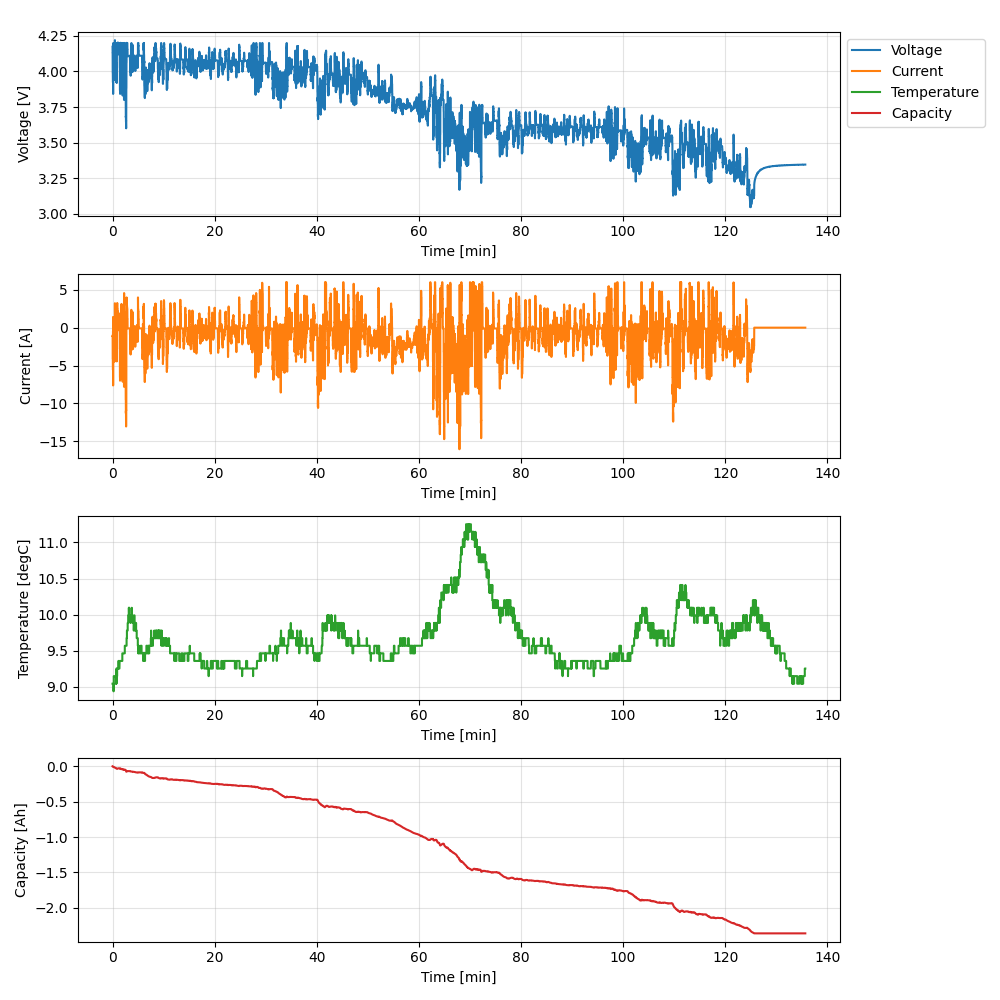 4.25
4.00
3.75
3.50
3.25
3.00
Voltage [V]
0 20 40 60 80 100 120 140
Time [min]
Voltage
Current
Temperature
Capacity
5
0
−5
−10
−15
Current [A]
0 20 40 60 80 100 120 140
Time [min]
11.0
10.5
10.0
9.5
9.0
Temperature [degC]
0 20 40 60 80 100 120 140
Time [min]
0.0
−0.5
−1.0
−1.5
−2.0
Capacity [Ah]
0 20 40 60 80 100 120 140
Time [min]